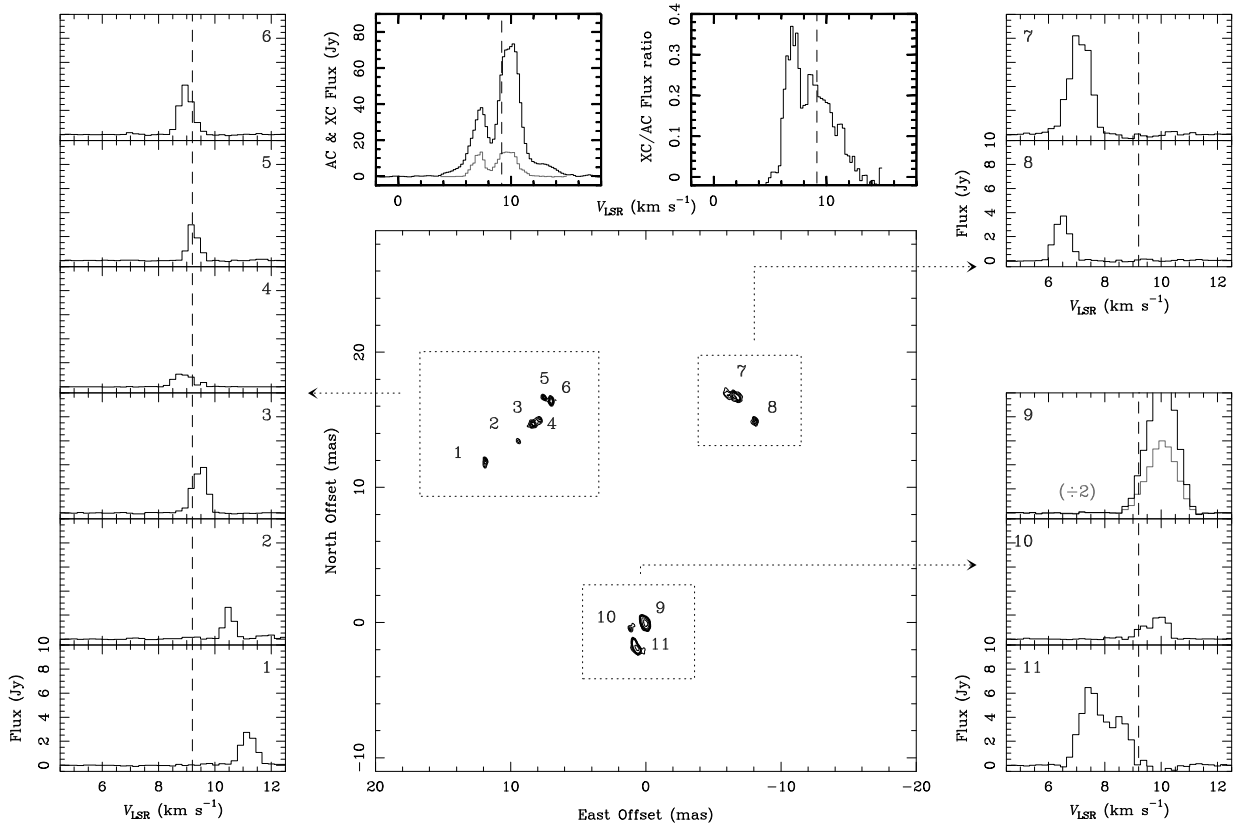 6
5
4
3
2
1
0 2 4 6 8 10
Flux (Jy)
6 8 10 12
V_LSR (km s⁻¹)
0 20 40 60 80
AC & XC Flux (Jy)
0 10
0 0.1 0.2 0.3 0.4
XC/AC Flux ratio
0 10
V_LSR (km s⁻¹)
7
8
0 2 4 6 8 10
Flux (Jy)
6 8 10 12
V_LSR (km s⁻¹)
5 6
3 4
2
1
7
8
9
10
11
−10 0 10 20
North Offset (mas)
20 10 0 −10 −20
East Offset (mas)
9
(÷2)
10
11
0 2 4 6 8 10
Flux (Jy)
6 8 10 12
V_LSR (km s⁻¹)